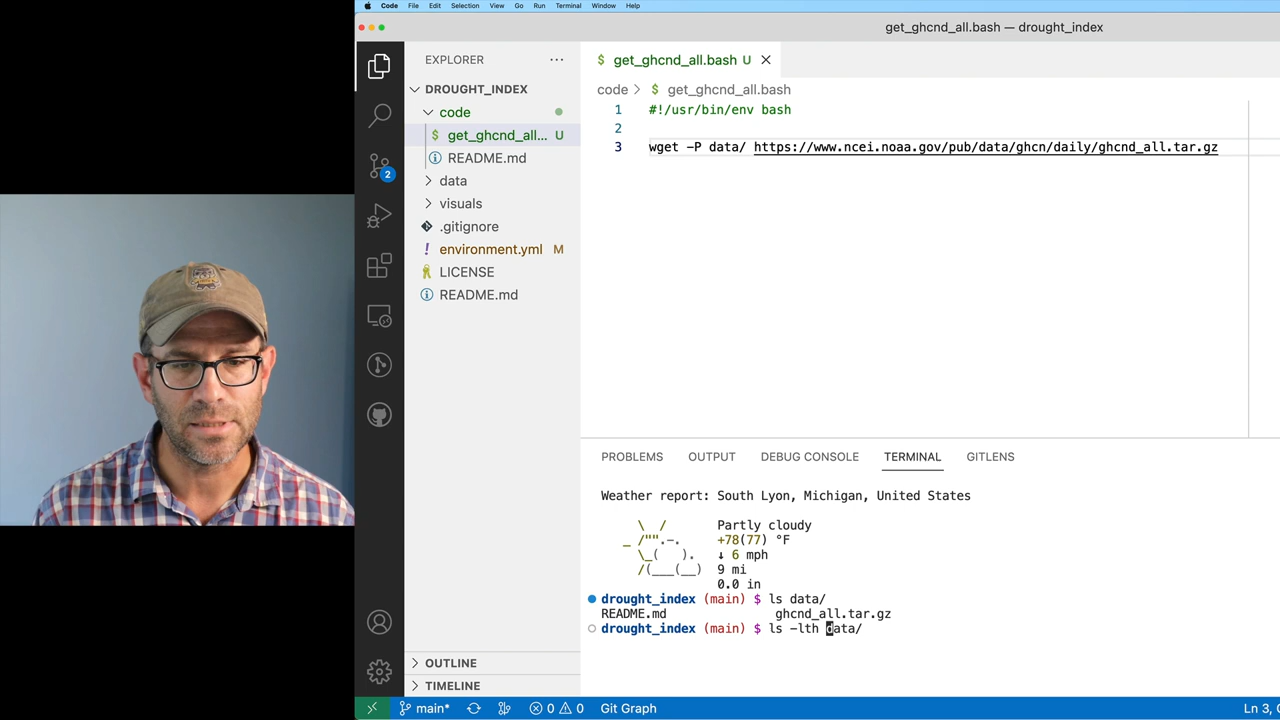 Code File Edit Selection View Go Run Terminal Window Help
get_ghcnd_all.bash — drought_index
EXPLORER ···
DROUGHT_INDEX
code
$ get_ghcnd_all... U
README.md
data
visuals
.gitignore
! environment.yml M
LICENSE
README.md
OUTLINE
TIMELINE
2
$ get_ghcnd_all.bash U
code > $ get_ghcnd_all.bash
1 #!/usr/bin/env bash
2
3 wget -P data/ https://www.ncei.noaa.gov/pub/data/ghcn/daily/ghcnd_all.tar.gz
PROBLEMS OUTPUT DEBUG CONSOLE TERMINAL GITLENS
Weather report: South Lyon, Michigan, United States
\ / Partly cloudy
_ /"".-. +78(77) °F
\_( ). ↓ 6 mph
/(___(__) 9 mi
0.0 in
drought_index (main) $ ls data/
README.md ghcnd_all.tar.gz
drought_index (main) $ ls -lth data/
main* 0 0 Git Graph Ln 3,